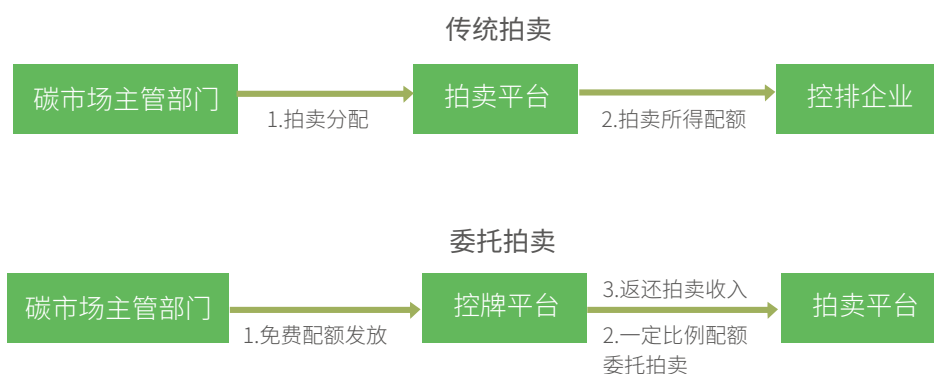 传统拍卖
碳市场主管部门
拍卖平台
控排企业
1.拍卖分配
2.拍卖所得配额
委托拍卖
碳市场主管部门
控牌平台
3.返还拍卖收入
拍卖平台
1.免费配额发放
2.一定比例配额
委托拍卖